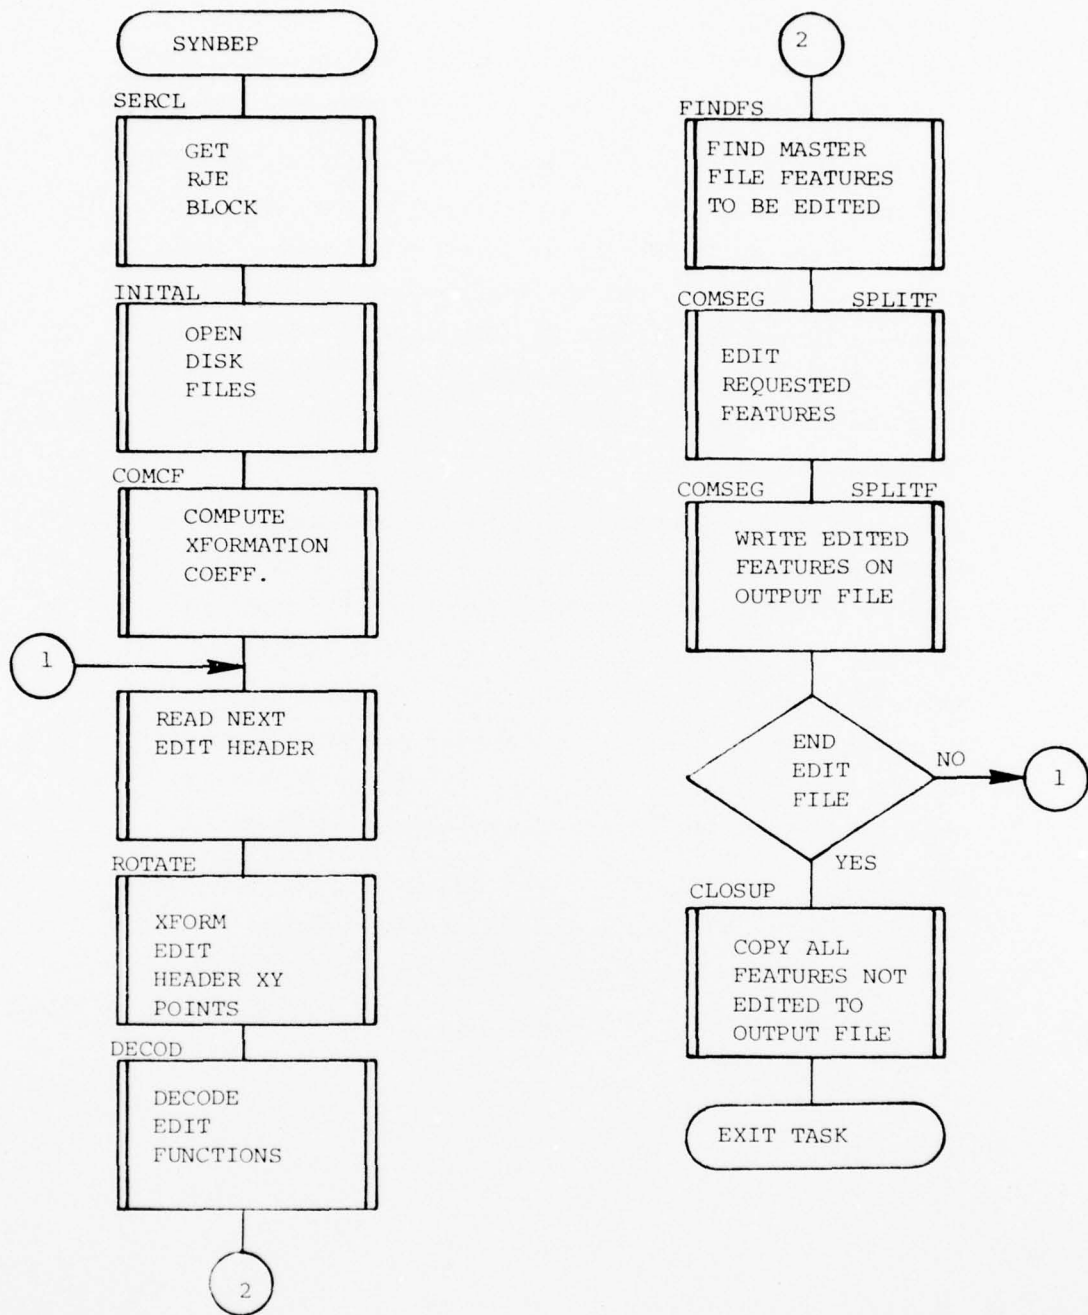 SYNBEP
SERCL
GET
RJE
BLOCK
INITAL
OPEN
DISK
FILES
COMCF
COMPUTE
XFORMATION
COEFF.
1
READ NEXT
EDIT HEADER
ROTATE
XFORM
EDIT
HEADER XY
POINTS
DECOD
DECODE
EDIT
FUNCTIONS
2
2
FINDFS
FIND MASTER
FILE FEATURES
TO BE EDITED
COMSEG SPLITF
EDIT
REQUESTED
FEATURES
COMSEG SPLITF
WRITE EDITED
FEATURES ON
OUTPUT FILE
END
EDIT
FILE
NO
1
YES
CLOSUP
COPY ALL
FEATURES NOT
EDITED TO
OUTPUT FILE
EXIT TASK